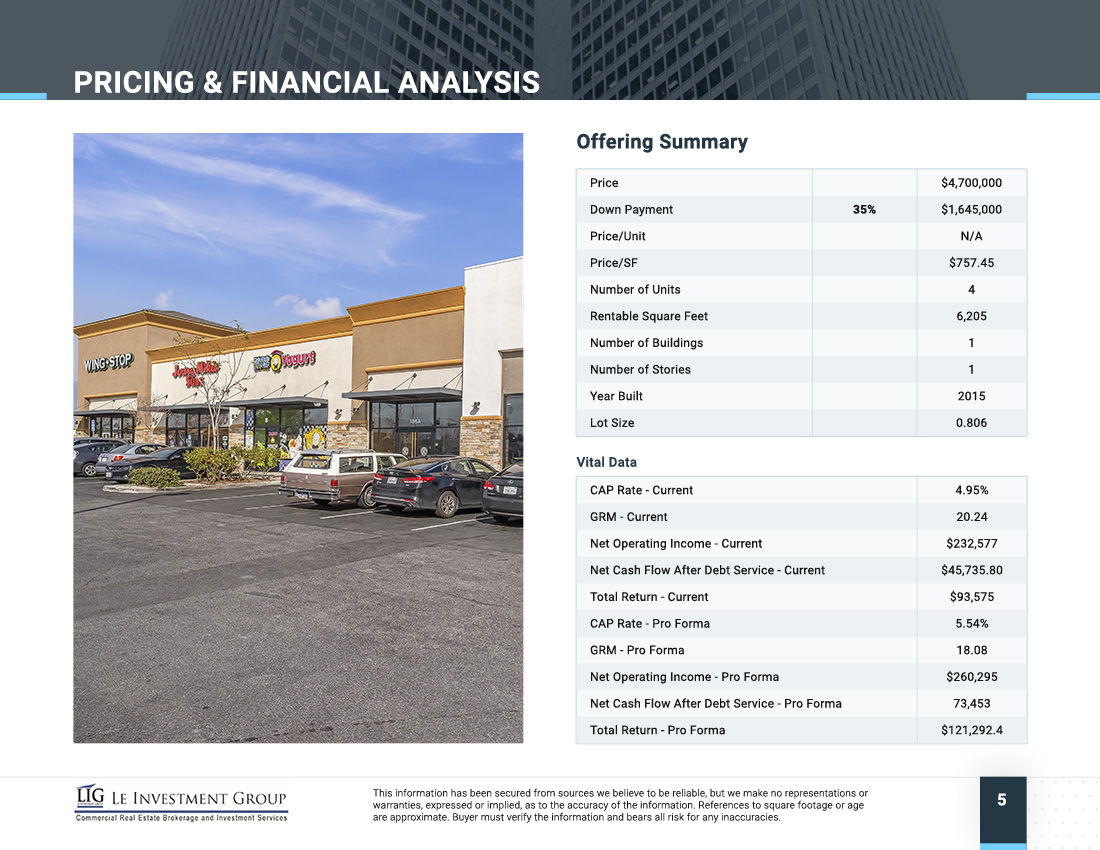 PRICING & FINANCIAL ANALYSIS
WING·STOP
Jersey Mike's
Subs
Yogurt
186A
Offering Summary
Price $4,700,000
Down Payment 35% $1,645,000
Price/Unit N/A
Price/SF $757.45
Number of Units 4
Rentable Square Feet 6,205
Number of Buildings 1
Number of Stories 1
Year Built 2015
Lot Size 0.806
Vital Data
CAP Rate - Current 4.95%
GRM - Current 20.24
Net Operating Income - Current $232,577
Net Cash Flow After Debt Service - Current $45,735.80
Total Return - Current $93,575
CAP Rate - Pro Forma 5.54%
GRM - Pro Forma 18.08
Net Operating Income - Pro Forma $260,295
Net Cash Flow After Debt Service - Pro Forma 73,453
Total Return - Pro Forma $121,292.4
LIG LE INVESTMENT GROUP
Commercial Real Estate Brokerage and Investment Services
This information has been secured from sources we believe to be reliable, but we make no representations or
warranties, expressed or implied, as to the accuracy of the information. References to square footage or age
are approximate. Buyer must verify the information and bears all risk for any inaccuracies.
5